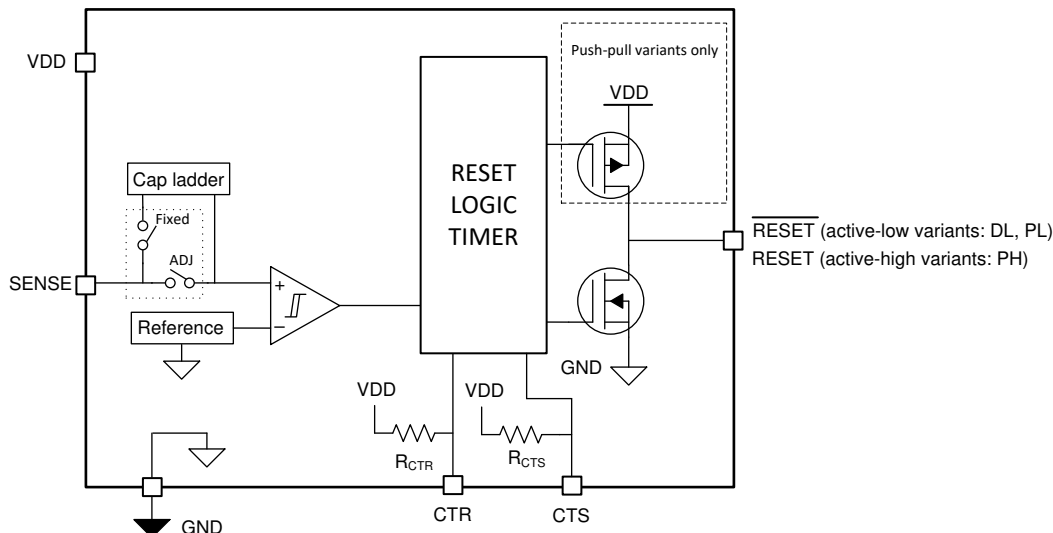 Push-pull variants only
VDD
VDD
Cap ladder
Fixed
ADJ
SENSE
+
−
Reference
RESET
LOGIC
TIMER
RESET (active-low variants: DL, PL)
RESET (active-high variants: PH)
GND
VDD
VDD
RCTR
RCTS
GND
CTR
CTS